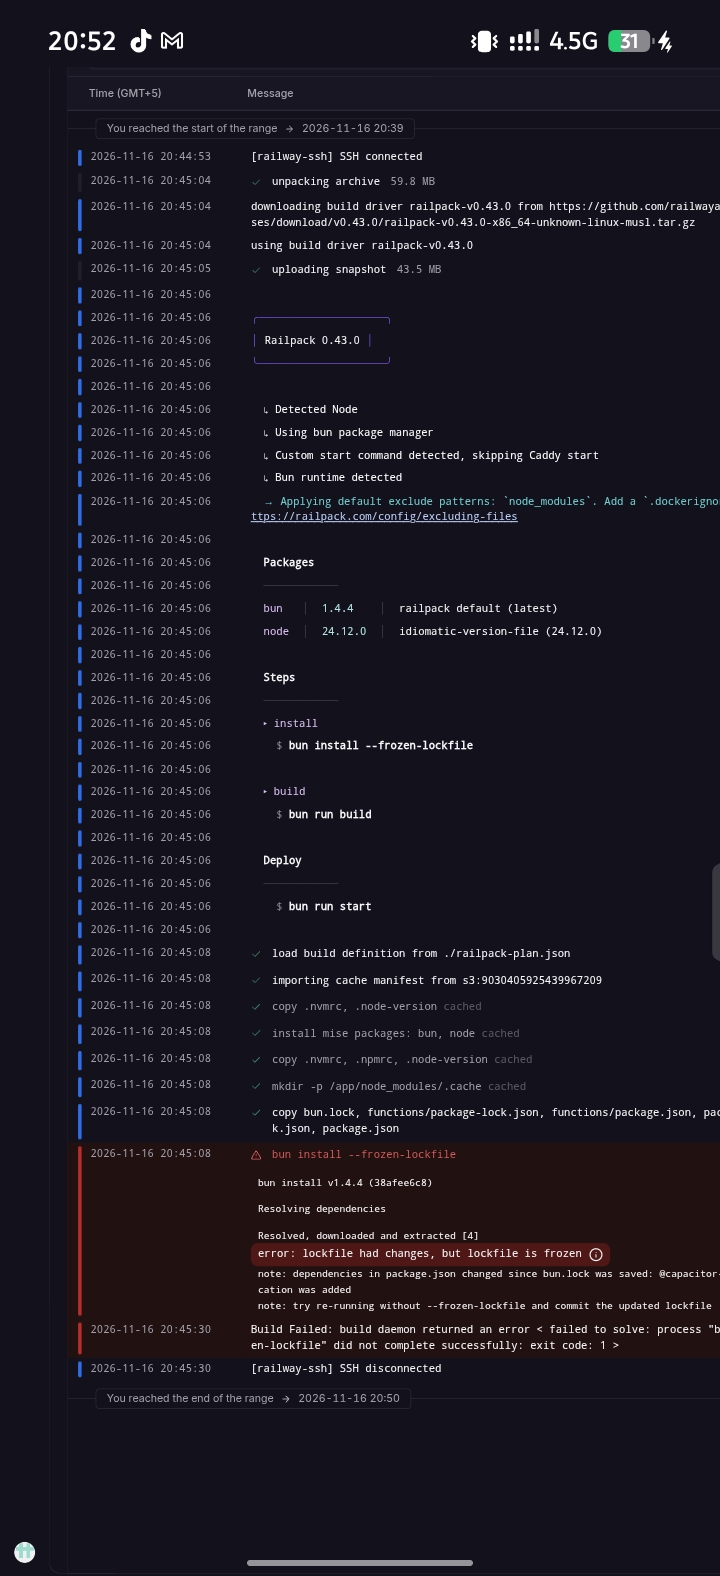 20:52 4.5G 31
Time (GMT+5) Message
You reached the start of the range → 2026-11-16 20:39
2026-11-16 20:44:53 [railway-ssh] SSH connected
2026-11-16 20:45:04 ✓ unpacking archive 59.8 MB
2026-11-16 20:45:04 downloading build driver railpack-v0.43.0 from https://github.com/railwaya
ses/download/v0.43.0/railpack-v0.43.0-x86_64-unknown-linux-musl.tar.gz
2026-11-16 20:45:04 using build driver railpack-v0.43.0
2026-11-16 20:45:05 ✓ uploading snapshot 43.5 MB
2026-11-16 20:45:06
2026-11-16 20:45:06
2026-11-16 20:45:06 Railpack 0.43.0
2026-11-16 20:45:06
2026-11-16 20:45:06
2026-11-16 20:45:06 ↳ Detected Node
2026-11-16 20:45:06 ↳ Using bun package manager
2026-11-16 20:45:06 ↳ Custom start command detected, skipping Caddy start
2026-11-16 20:45:06 ↳ Bun runtime detected
2026-11-16 20:45:06 → Applying default exclude patterns: `node_modules`. Add a `.dockerigno
ttps://railpack.com/config/excluding-files
2026-11-16 20:45:06
2026-11-16 20:45:06 Packages
2026-11-16 20:45:06
2026-11-16 20:45:06 bun │ 1.4.4 │ railpack default (latest)
2026-11-16 20:45:06 node │ 24.12.0 │ idiomatic-version-file (24.12.0)
2026-11-16 20:45:06
2026-11-16 20:45:06 Steps
2026-11-16 20:45:06
2026-11-16 20:45:06 ▸ install
2026-11-16 20:45:06 $ bun install --frozen-lockfile
2026-11-16 20:45:06
2026-11-16 20:45:06 ▸ build
2026-11-16 20:45:06 $ bun run build
2026-11-16 20:45:06
2026-11-16 20:45:06 Deploy
2026-11-16 20:45:06
2026-11-16 20:45:06 $ bun run start
2026-11-16 20:45:06
2026-11-16 20:45:08 ✓ load build definition from ./railpack-plan.json
2026-11-16 20:45:08 ✓ importing cache manifest from s3:9030405925439967209
2026-11-16 20:45:08 ✓ copy .nvmrc, .node-version cached
2026-11-16 20:45:08 ✓ install mise packages: bun, node cached
2026-11-16 20:45:08 ✓ copy .nvmrc, .npmrc, .node-version cached
2026-11-16 20:45:08 ✓ mkdir -p /app/node_modules/.cache cached
2026-11-16 20:45:08 ✓ copy bun.lock, functions/package-lock.json, functions/package.json, pac
k.json, package.json
2026-11-16 20:45:08 bun install --frozen-lockfile
bun install v1.4.4 (38afee6c8)
Resolving dependencies
Resolved, downloaded and extracted [4]
error: lockfile had changes, but lockfile is frozen
note: dependencies in package.json changed since bun.lock was saved: @capacitor-
cation was added
note: try re-running without --frozen-lockfile and commit the updated lockfile
2026-11-16 20:45:30 Build Failed: build daemon returned an error < failed to solve: process "b
en-lockfile" did not complete successfully: exit code: 1 >
2026-11-16 20:45:30 [railway-ssh] SSH disconnected
You reached the end of the range → 2026-11-16 20:50